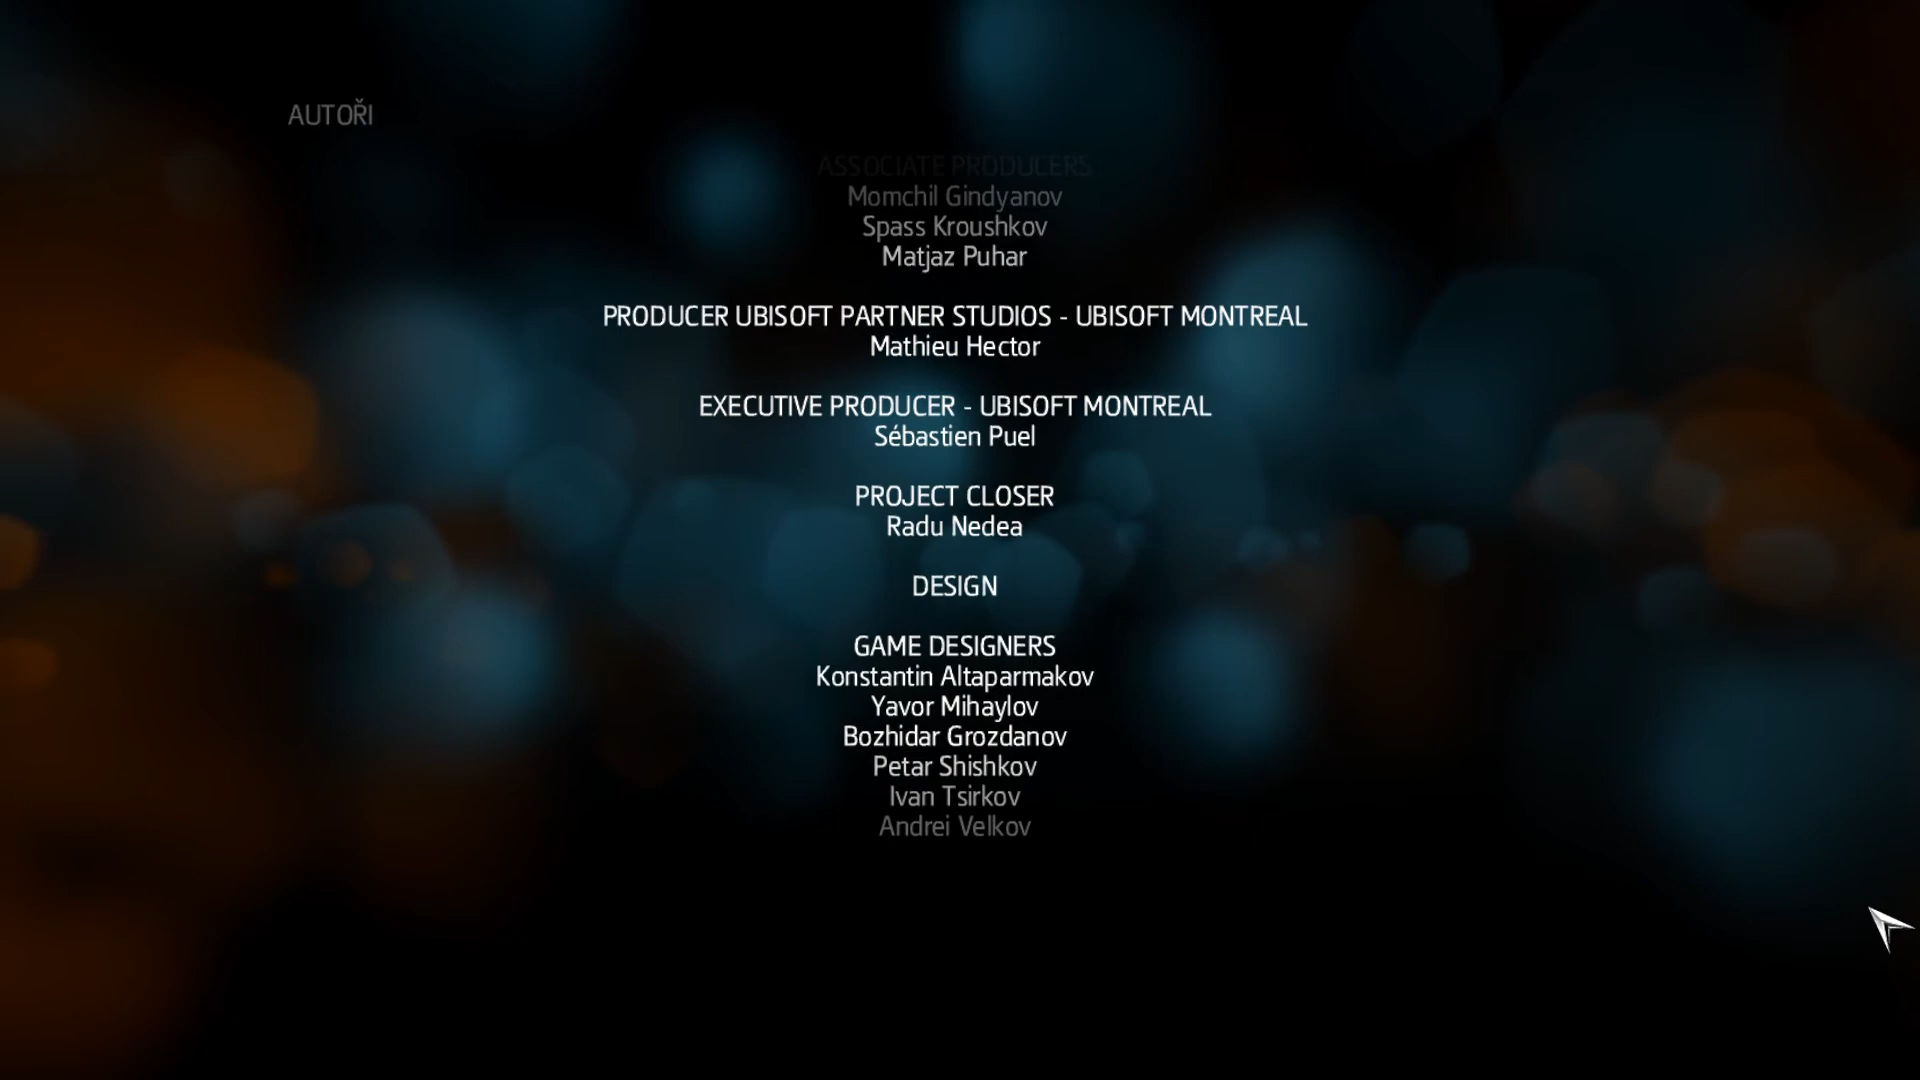 AUTOŘI
ASSOCIATE PRODUCERS
Momchil Gindyanov
Spass Kroushkov
Matjaz Puhar
PRODUCER UBISOFT PARTNER STUDIOS - UBISOFT MONTREAL
Mathieu Hector
EXECUTIVE PRODUCER - UBISOFT MONTREAL
Sébastien Puel
PROJECT CLOSER
Radu Nedea
DESIGN
GAME DESIGNERS
Konstantin Altaparmakov
Yavor Mihaylov
Bozhidar Grozdanov
Petar Shishkov
Ivan Tsirkov
Andrei Velkov